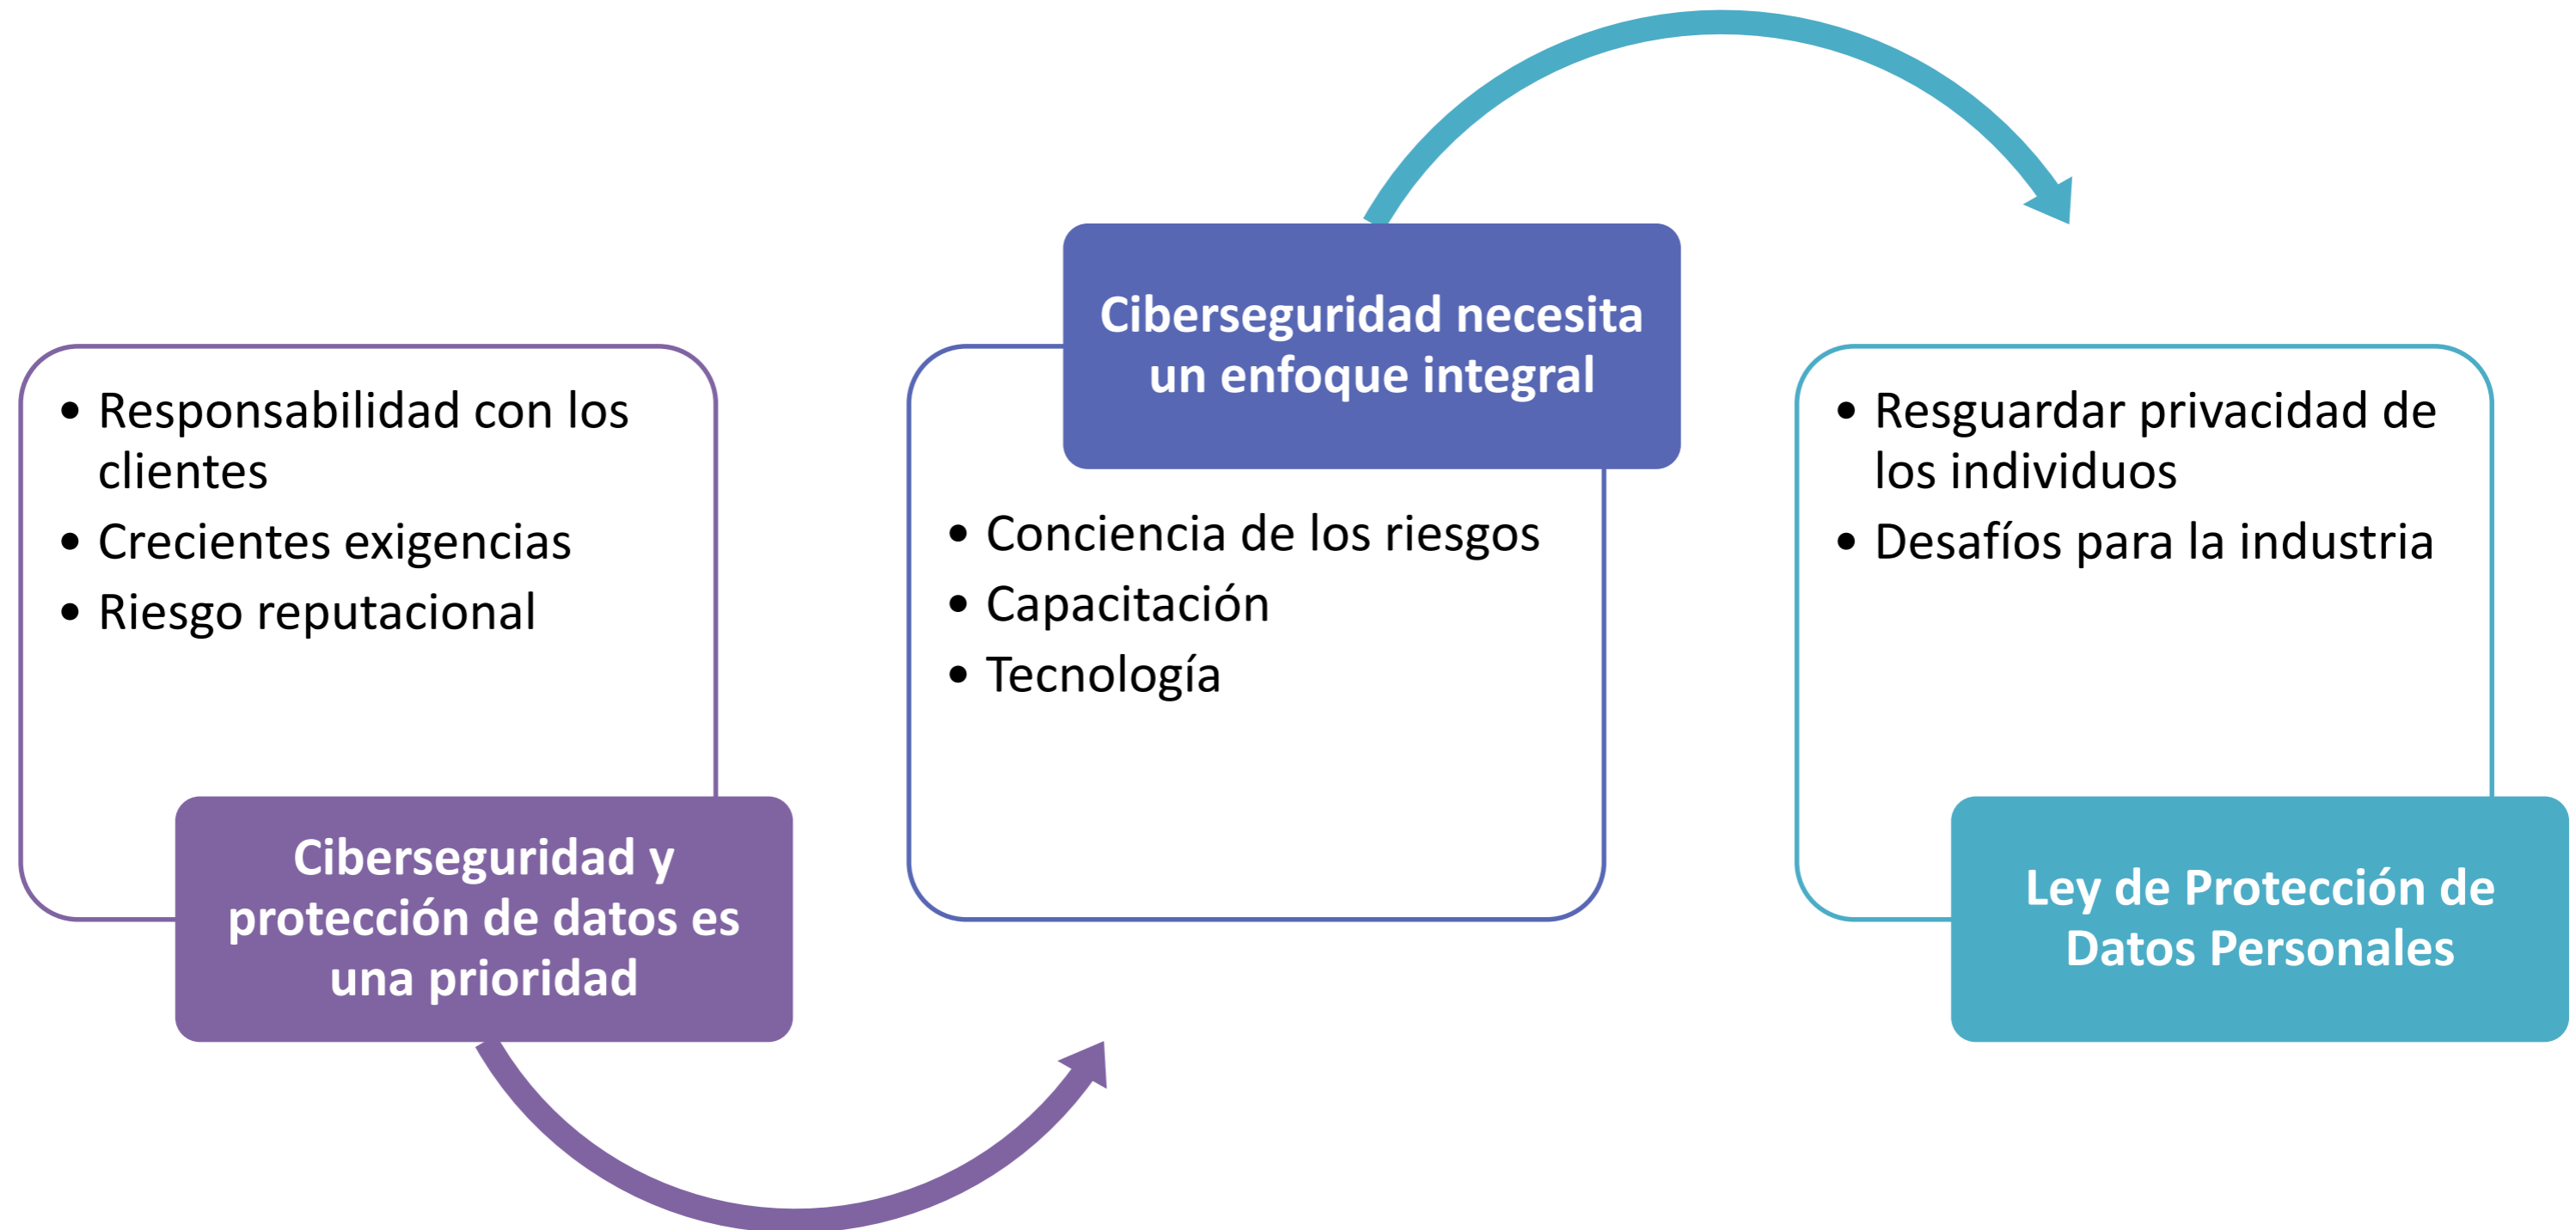 • Responsabilidad con los
clientes
• Crecientes exigencias
• Riesgo reputacional
Ciberseguridad y
protección de datos es
una prioridad
Ciberseguridad necesita
un enfoque integral
• Conciencia de los riesgos
• Capacitación
• Tecnología
• Resguardar privacidad de
los individuos
• Desafíos para la industria
Ley de Protección de
Datos Personales